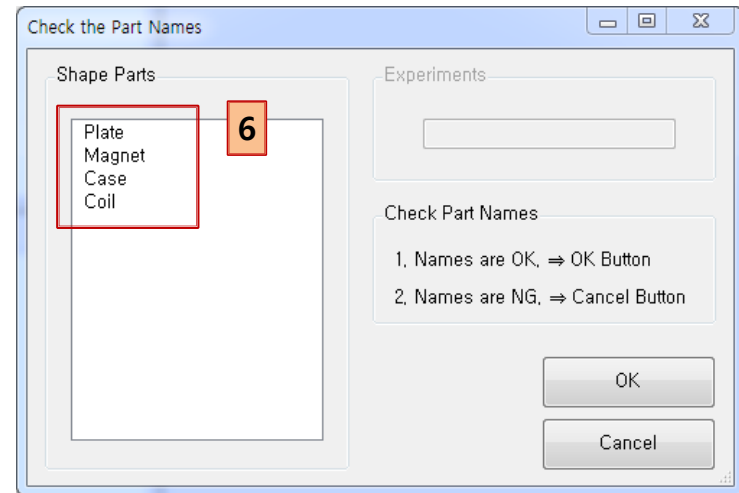 Check the Part Names
Shape Parts
6
Plate
Magnet
Case
Coil
Experiments
Check Part Names
1, Names are OK, ⇒ OK Button
2, Names are NG, ⇒ Cancel Button
OK
Cancel